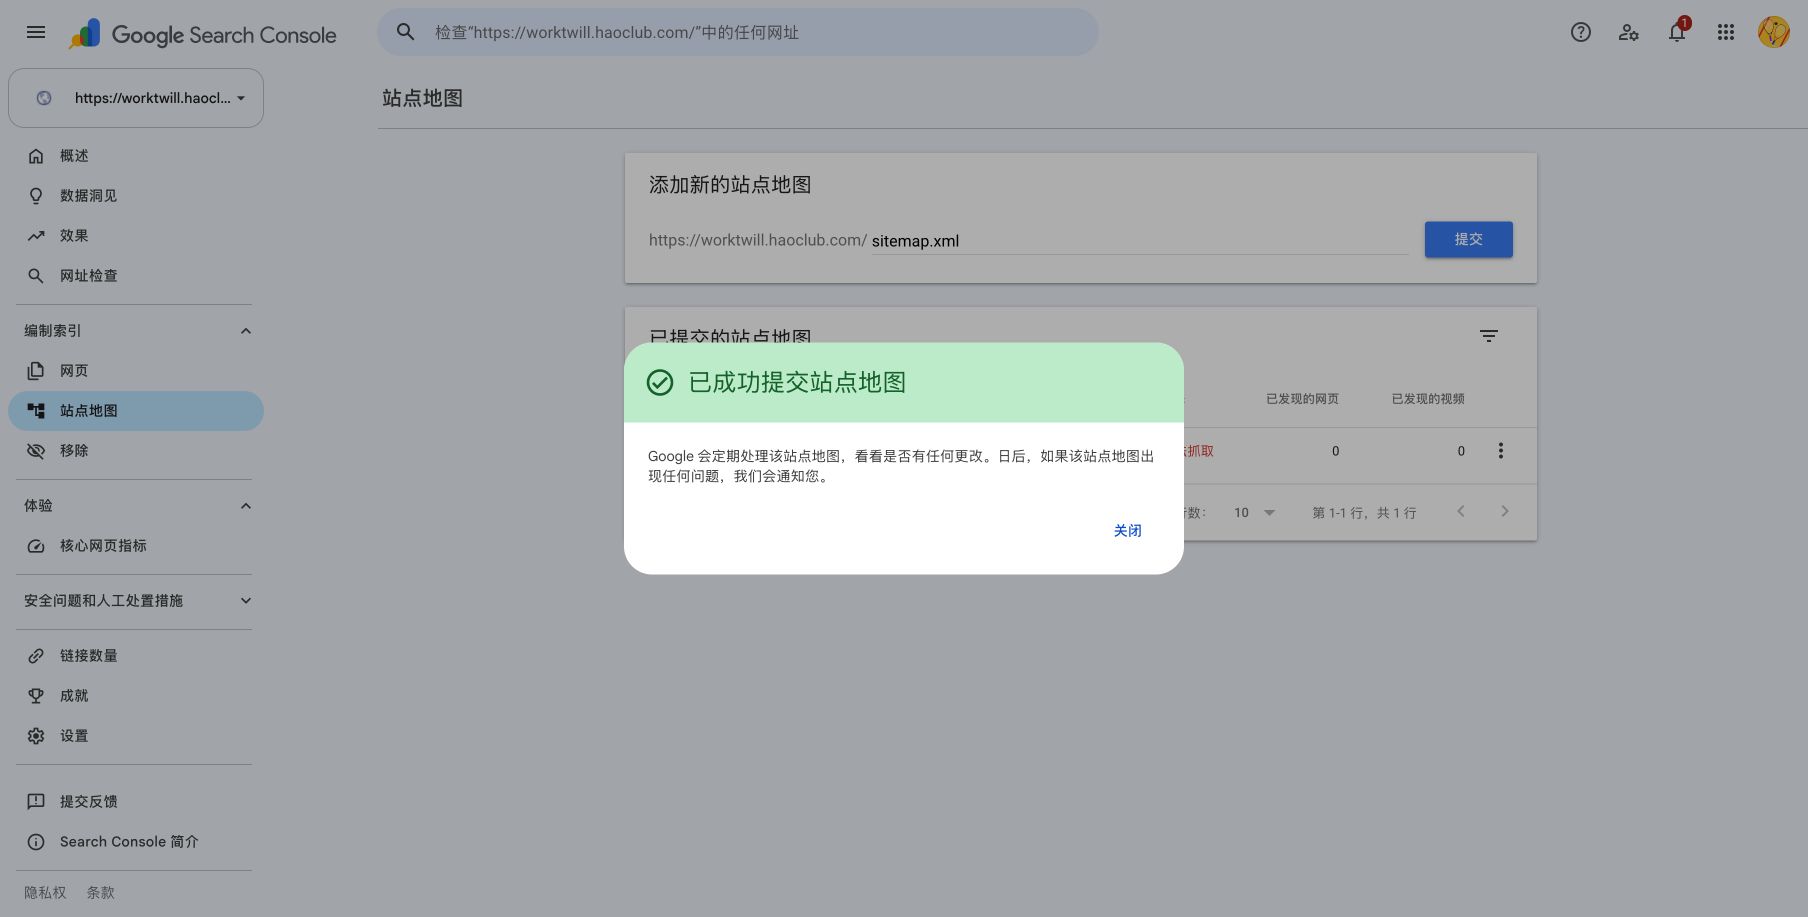 Google Search Console
检查“https://worktwill.haoclub.com/”中的任何网址
1
https://worktwill.haocl...
站点地图
概述
数据洞见
效果
网址检查
编制索引
网页
站点地图
移除
体验
核心网页指标
安全问题和人工处置措施
链接数量
成就
设置
提交反馈
Search Console 简介
隐私权 条款
添加新的站点地图
https://worktwill.haoclub.com/ sitemap.xml
提交
已提交的站点地图
已发现的网页 已发现的视频
抓取 0 0
行数： 10 第 1-1 行，共 1 行
已成功提交站点地图
Google 会定期处理该站点地图，看看是否有任何更改。日后，如果该站点地图出
现任何问题，我们会通知您。
关闭